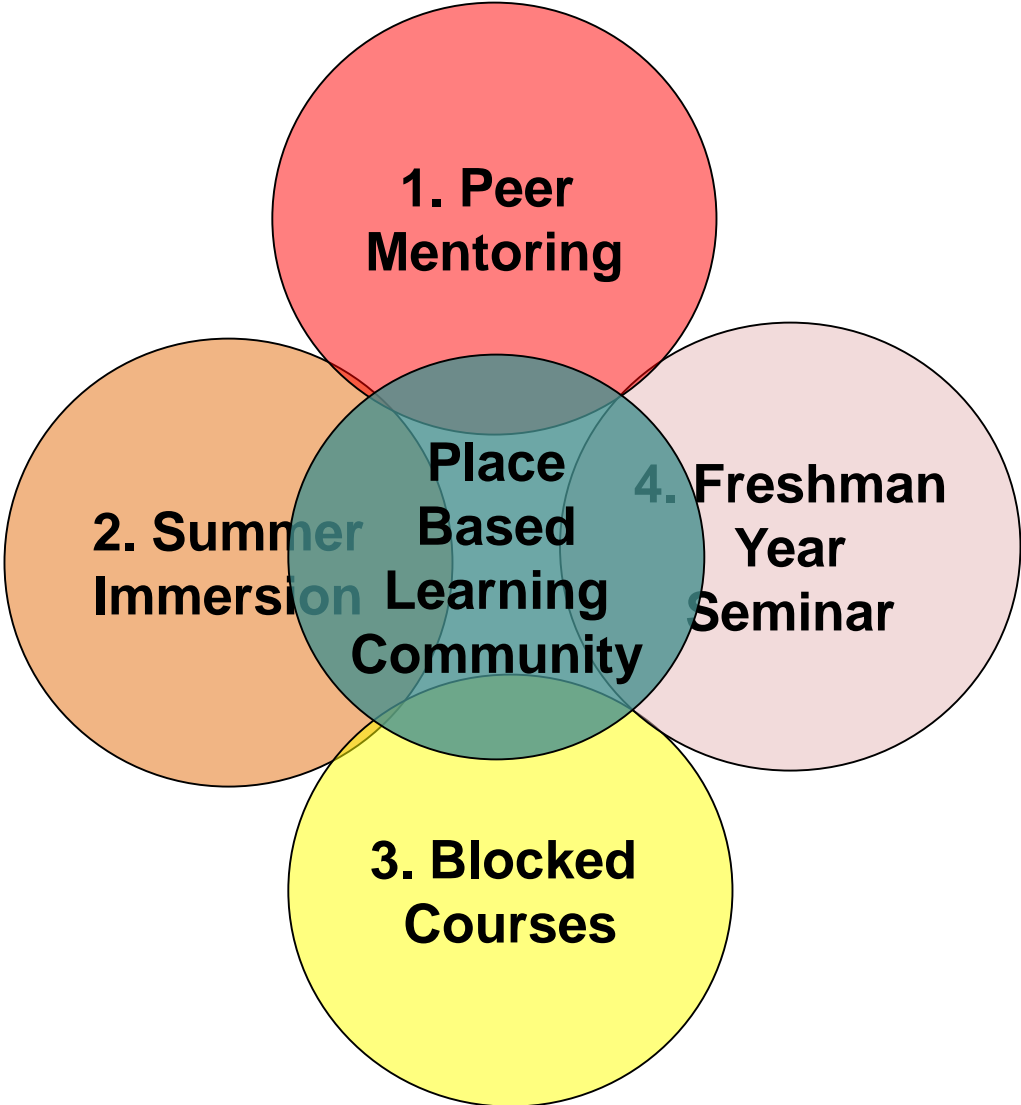 1. Peer
Mentoring
2. Summer
Immersion
Place
Based
Learning
Community
4. Freshman
Year
Seminar
3. Blocked
Courses